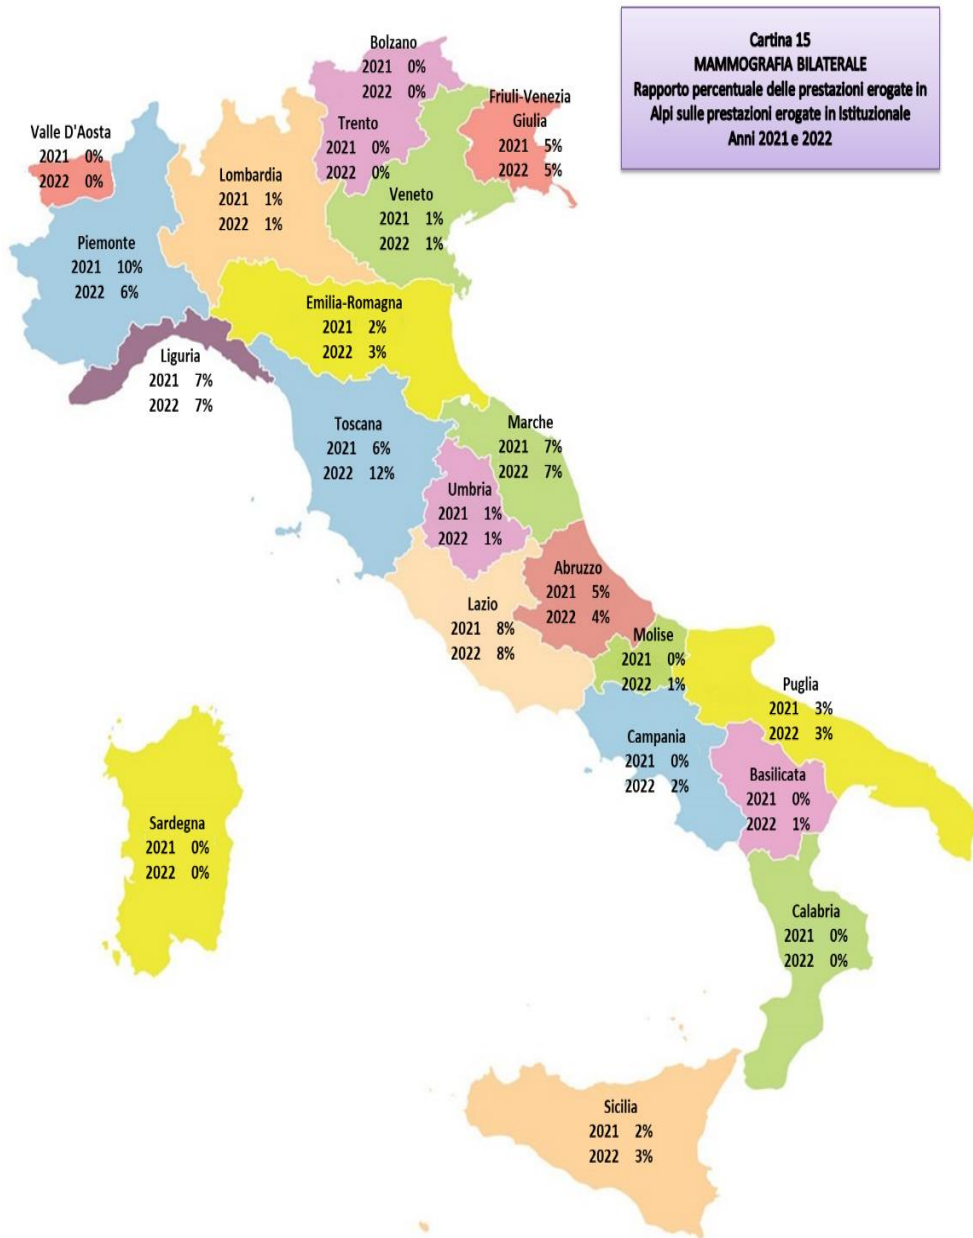 Cartina 15
MAMMOGRAFIA BILATERALE
Rapporto percentuale delle prestazioni erogate in
Alpi sulle prestazioni erogate in Istituzionale
Anni 2021 e 2022
Bolzano
2021 0%
2022 0%
Trento
2021 0%
2022 0%
Friuli-Venezia
Giulia
2021 5%
2022 5%
Valle D'Aosta
2021 0%
2022 0%
Lombardia
2021 1%
2022 1%
Veneto
2021 1%
2022 1%
Piemonte
2021 10%
2022 6%
Emilia-Romagna
2021 2%
2022 3%
Liguria
2021 7%
2022 7%
Toscana
2021 6%
2022 12%
Marche
2021 7%
2022 7%
Umbria
2021 1%
2022 1%
Abruzzo
2021 5%
2022 4%
Lazio
2021 8%
2022 8%
Molise
2021 0%
2022 1%
Puglia
2021 3%
2022 3%
Campania
2021 0%
2022 2%
Basilicata
2021 0%
2022 1%
Sardegna
2021 0%
2022 0%
Calabria
2021 0%
2022 0%
Sicilia
2021 2%
2022 3%